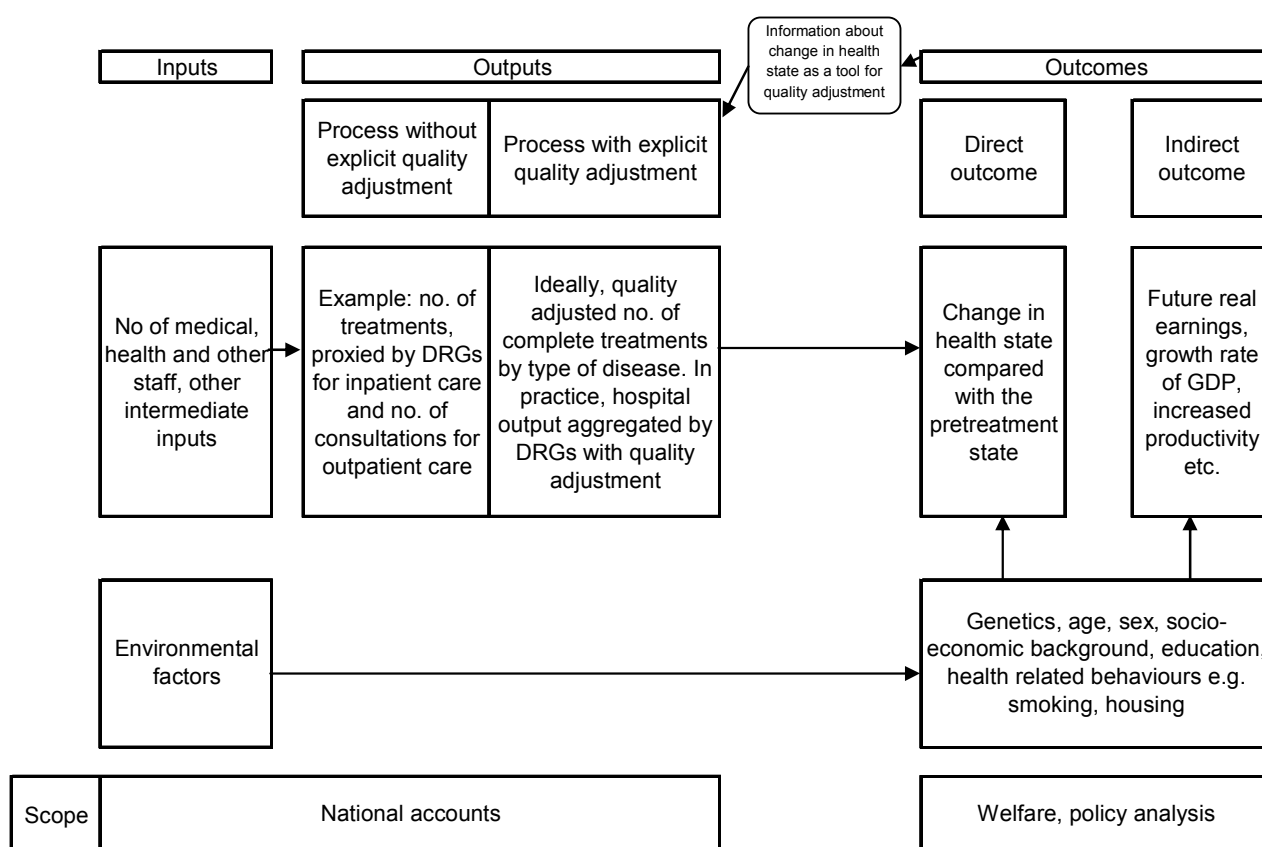 Information about
change in health
state as a tool for
quality adjustment
Inputs
Outputs
Outcomes
Process without
explicit quality
adjustment
Process with explicit
quality adjustment
Direct
outcome
Indirect
outcome
No of medical,
health and other
staff, other
intermediate
inputs
Example: no. of
treatments,
proxied by DRGs
for inpatient care
and no. of
consultations for
outpatient care
Ideally, quality
adjusted no. of
complete treatments
by type of disease. In
practice, hospital
output aggregated by
DRGs with quality
adjustment
Change in
health state
compared
with the
pretreatment
state
Future real
earnings,
growth rate
of GDP,
increased
productivity
etc.
Environmental
factors
Genetics, age, sex, socio-
economic background, education,
health related behaviours e.g.
smoking, housing
Scope
National accounts
Welfare, policy analysis